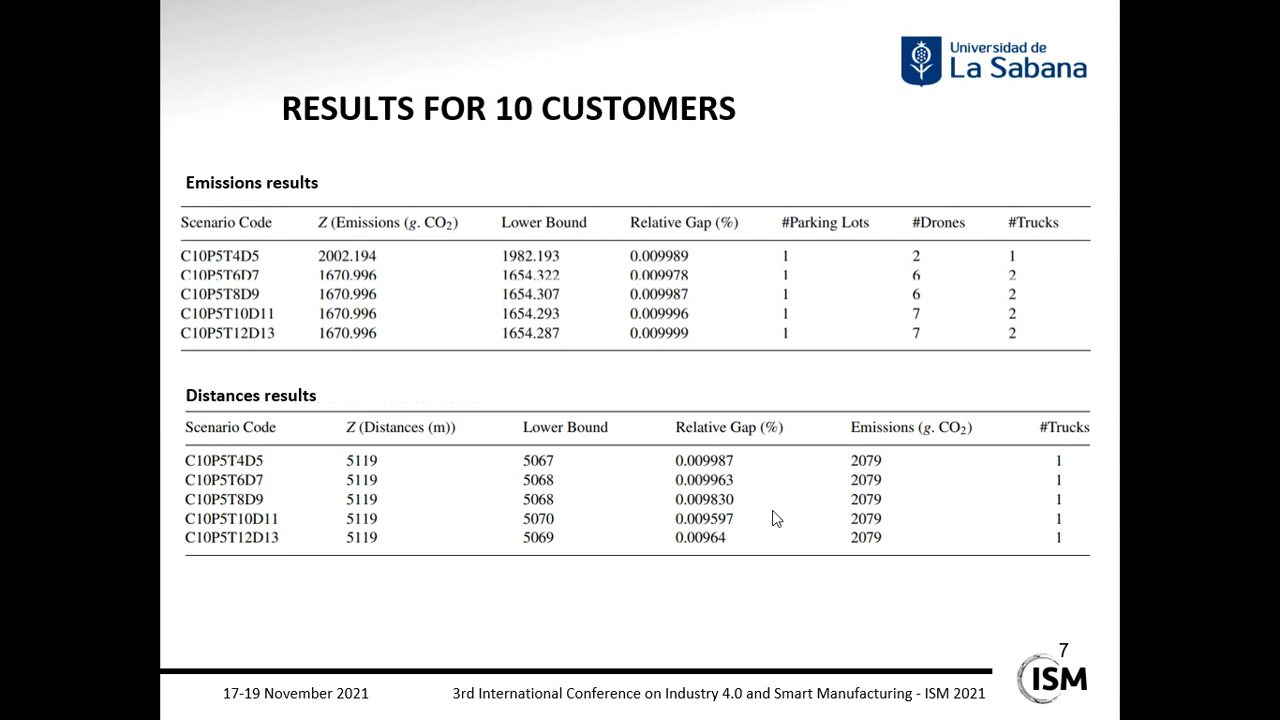 Universidad de
La Sabana
RESULTS FOR 10 CUSTOMERS
Emissions results
Scenario Code Z (Emissions (g. CO₂) Lower Bound Relative Gap (%) #Parking Lots #Drones #Trucks
C10P5T4D5 2002.194 1982.193 0.009989 1 2 1
C10P5T6D7 1670.996 1654.322 0.009978 1 6 2
C10P5T8D9 1670.996 1654.307 0.009987 1 6 2
C10P5T10D11 1670.996 1654.293 0.009996 1 7 2
C10P5T12D13 1670.996 1654.287 0.009999 1 7 2
Distances results
Scenario Code Z (Distances (m)) Lower Bound Relative Gap (%) Emissions (g. CO₂) #Trucks
C10P5T4D5 5119 5067 0.009987 2079 1
C10P5T6D7 5119 5068 0.009963 2079 1
C10P5T8D9 5119 5068 0.009830 2079 1
C10P5T10D11 5119 5070 0.009597 2079 1
C10P5T12D13 5119 5069 0.00964 2079 1
7
ISM
17-19 November 2021 3rd International Conference on Industry 4.0 and Smart Manufacturing - ISM 2021